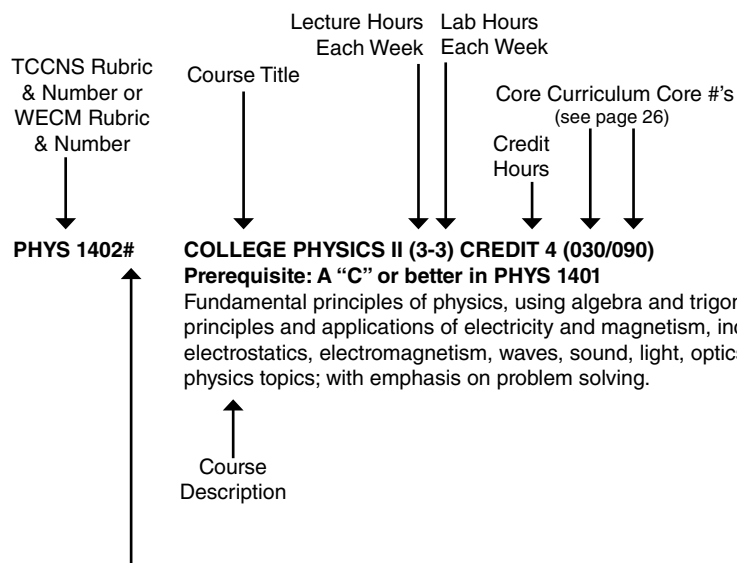 Lecture Hours
Each Week
Lab Hours
Each Week
TCCNS Rubric
& Number or
WECM Rubric
& Number
Course Title
Core Curriculum Core #'s
(see page 26)
Credit
Hours
PHYS 1402#
COLLEGE PHYSICS II (3-3) CREDIT 4 (030/090)
Prerequisite: A “C” or better in PHYS 1401
Fundamental principles of physics, using algebra and
principles and applications of electricity and magnetism,
electrostatics, electromagnetism, waves, sound, light,
physics topics; with emphasis on problem solving.
Course
Description